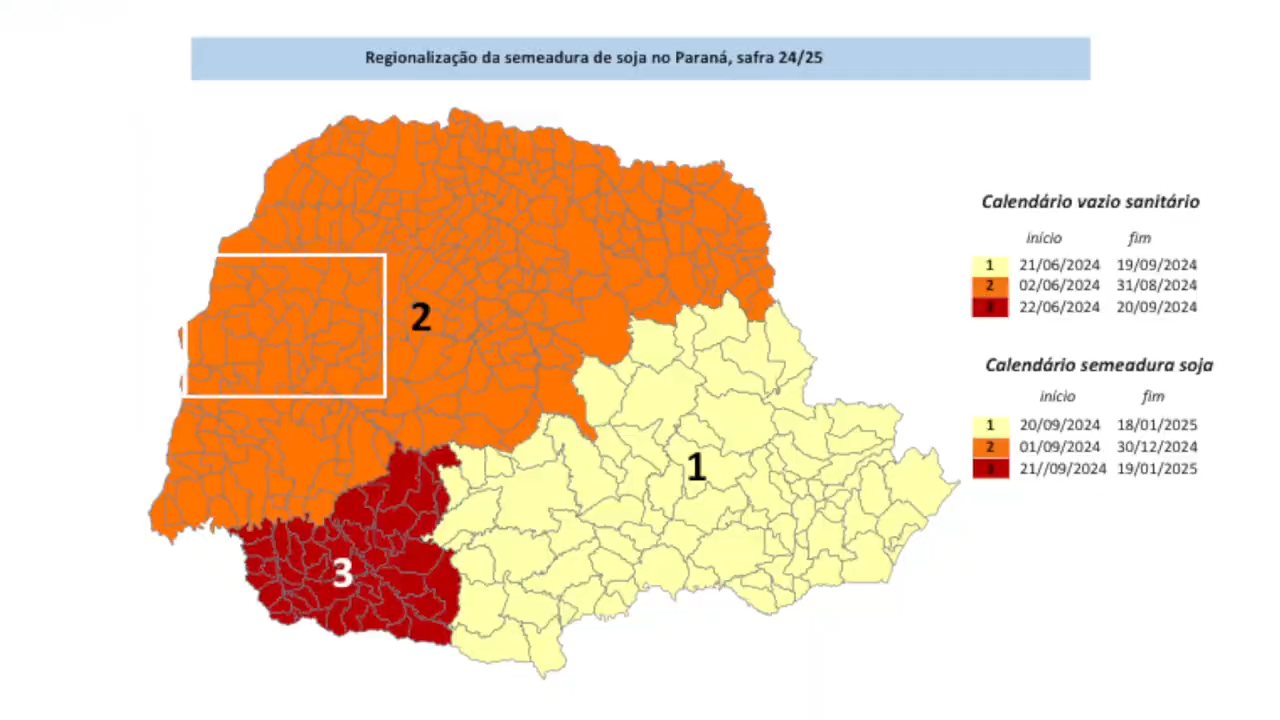 Regionalização da semeadura de soja no Paraná, safra 24/25
Calendário vazio sanitário
início fim
1 21/06/2024 19/09/2024
2 02/06/2024 31/08/2024
3 22/06/2024 20/09/2024
2
Calendário semeadura soja
início fim
1 20/09/2024 18/01/2025
2 01/09/2024 30/12/2024
3 21//09/2024 19/01/2025
1
3